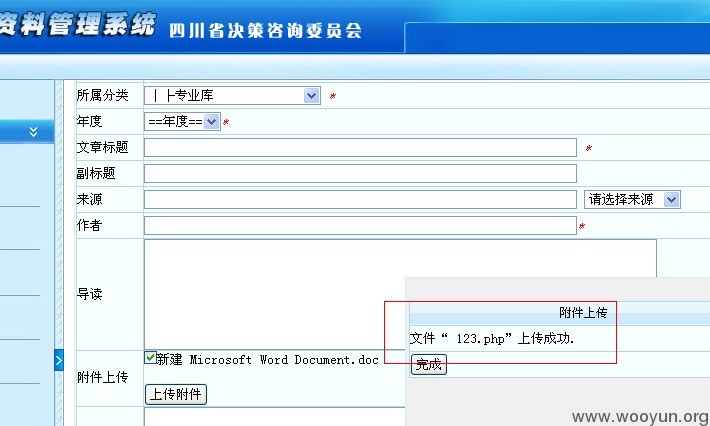 资料管理系统 四川省决策咨询委员会
所属分类 ｜├专业库 *
年度 ==年度== *
文章标题 *
副标题
来源 请选择来源
作者 *
导读
附件上传
文件“ 123.php”上传成功.
完成
附件上传 新建 Microsoft Word Document.doc
上传附件
www.wooyun.org